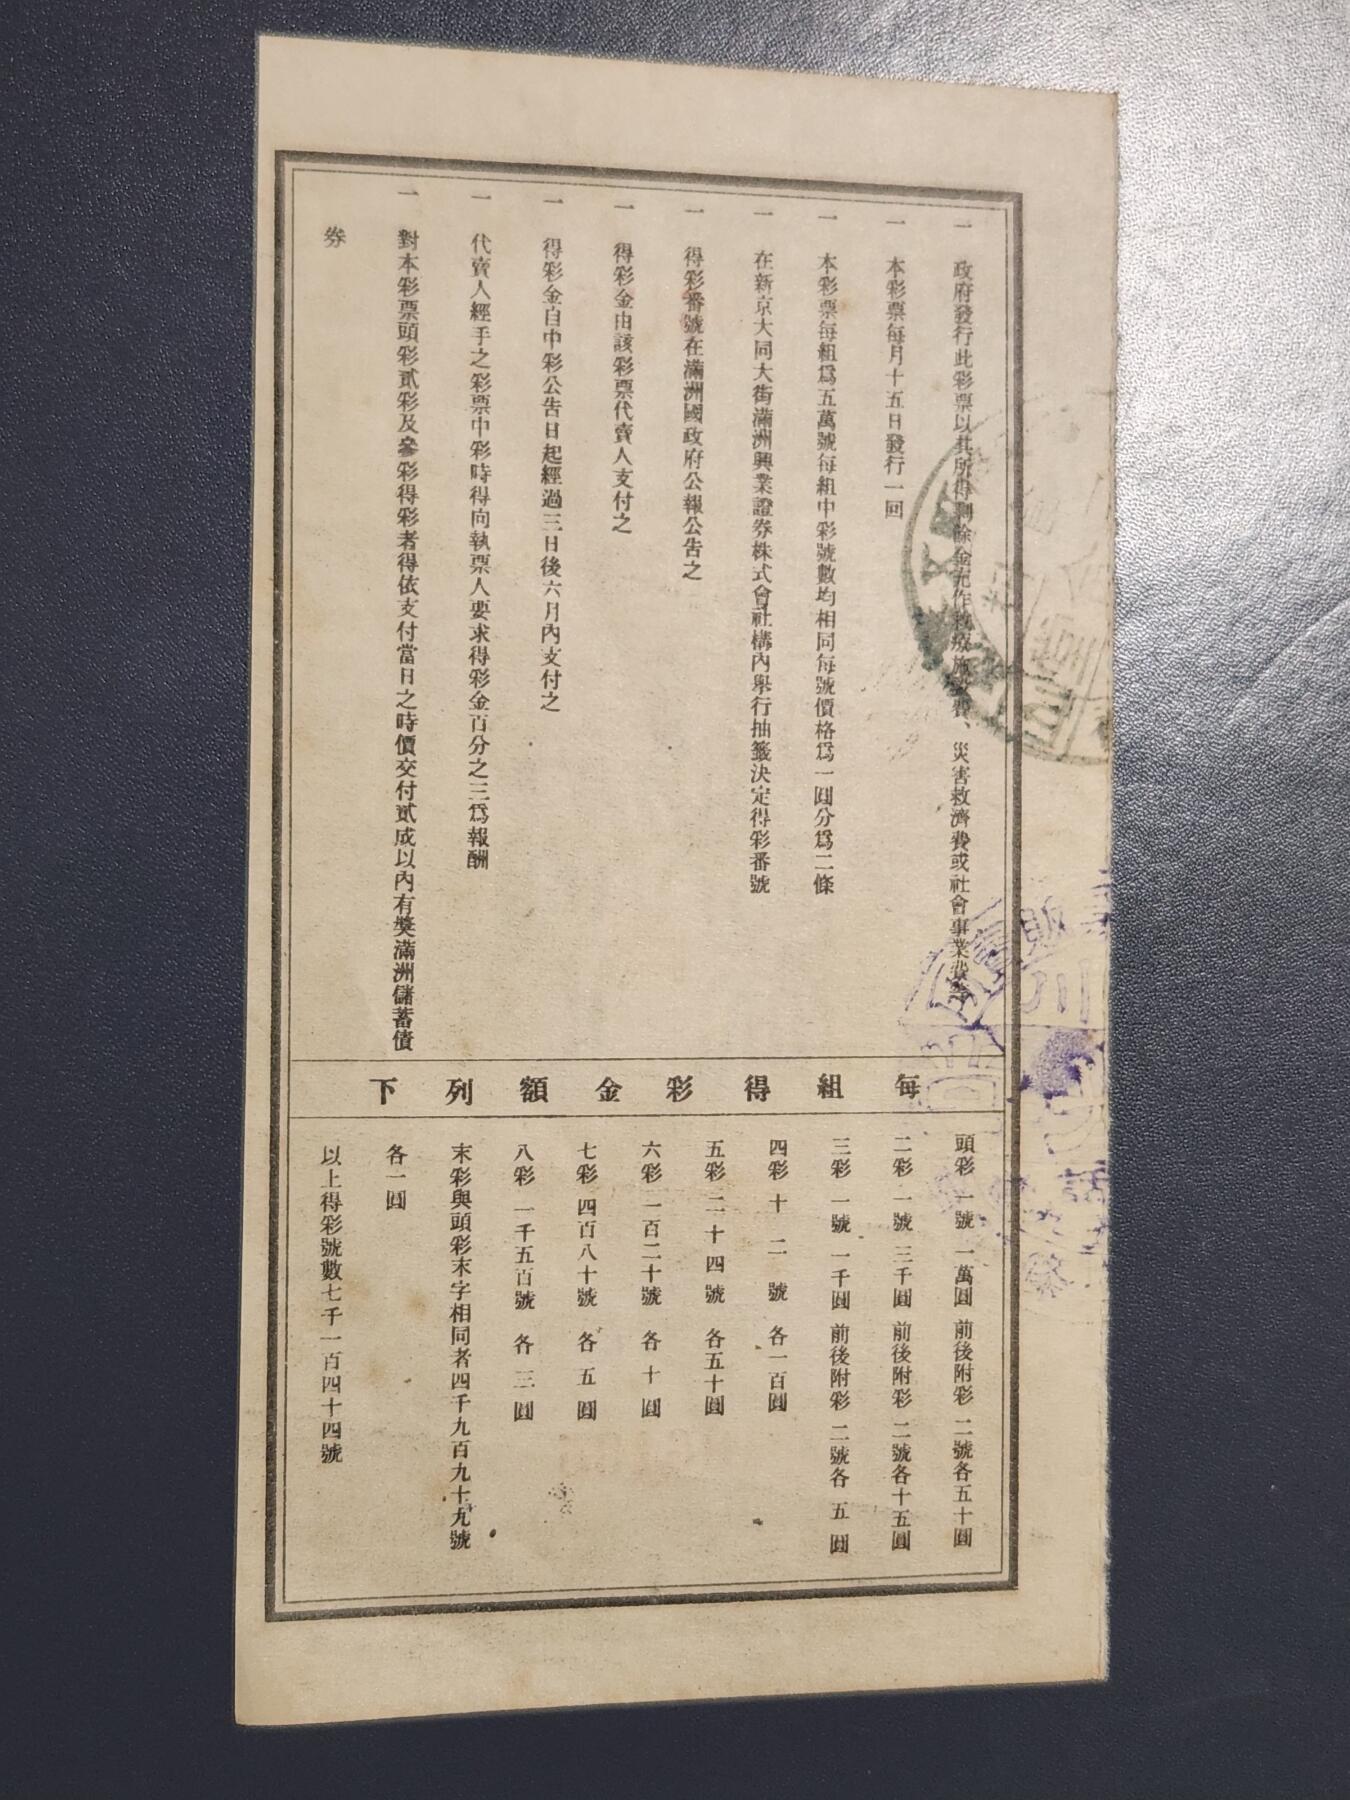 一 政府發行此彩票以其所得剩餘金充作救療施設費、災害救濟費或社會事業費等
一 本彩票每月十五日發行一回
一 本彩票每組爲五萬號每組中彩號數均相同每號價格爲一圓分爲二條
一 在新京大同大街滿洲興業證券株式會社構內舉行抽籤決定得彩番號
一 得彩番號在滿洲國政府公報公告之
一 得彩金由該彩票代賣人支付之
一 得彩金自中彩公告日起經過三日後六月內支付之
一 代賣人經手之彩票中彩時得向執票人要求得彩金百分之三爲報酬
一 對本彩票頭彩貳彩及參彩得彩者得依支付當日之時價交付貳成以內有獎滿洲儲蓄債
券
每組得彩金額列下
頭彩 一號 一萬圓 前後附彩 二號各五十圓
二彩 一號 三千圓 前後附彩 二號各十五圓
三彩 一號 一千圓 前後附彩 二號各五圓
四彩 十二號 各一百圓
五彩 二十四號 各五十圓
六彩 一百二十號 各十圓
七彩 四百八十號 各五圓
八彩 一千五百號 各三圓
末彩與頭彩末字相同者四千九百九十九號
各一圓
以上得彩號數七千一百四十四號